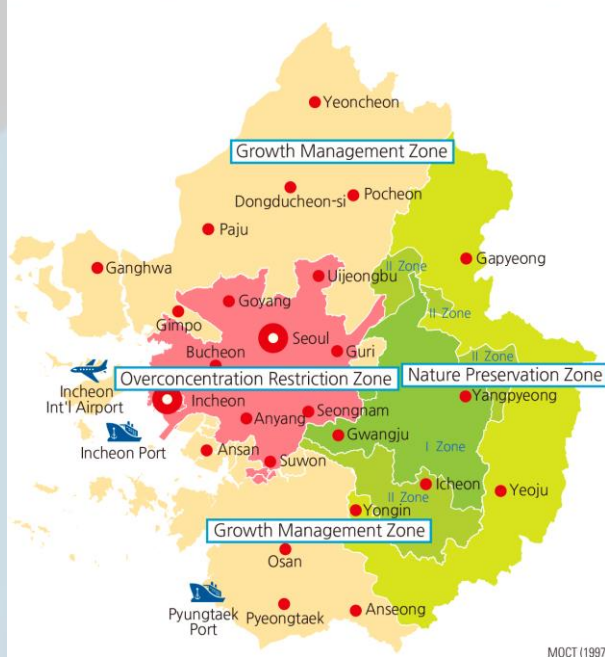 Yeoncheon
Growth Management Zone
Dongducheon-si
Pocheon
Paju
Ganghwa
Uijeongbu
II Zone
Gapyeong
Goyang
II Zone
Gimpo
Seoul
Bucheon
Guri
II Zone
Incheon
Int'l Airport
Overconcentration Restriction Zone
Nature Preservation Zone
Incheon
Yangpyeong
Anyang
Seongnam
Incheon Port
Gwangju
I Zone
Ansan
Suwon
Icheon
II Zone
Yeoju
Yongin
Growth Management Zone
Osan
Pyungtaek
Port
Pyeongtaek
Anseong
MOCT (1997